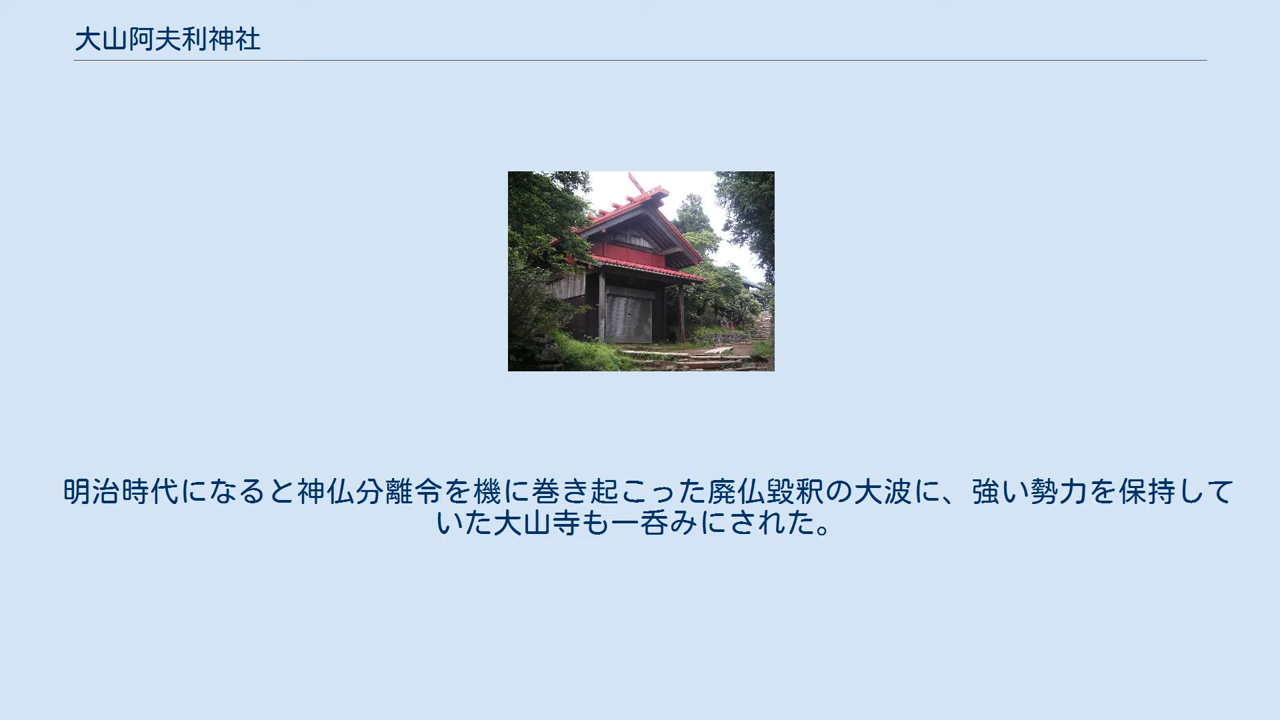 大山阿夫利神社
明治時代になると神仏分離令を機に巻き起こった廃仏毀釈の大波に、強い勢力を保持して
いた大山寺も一呑みにされた。